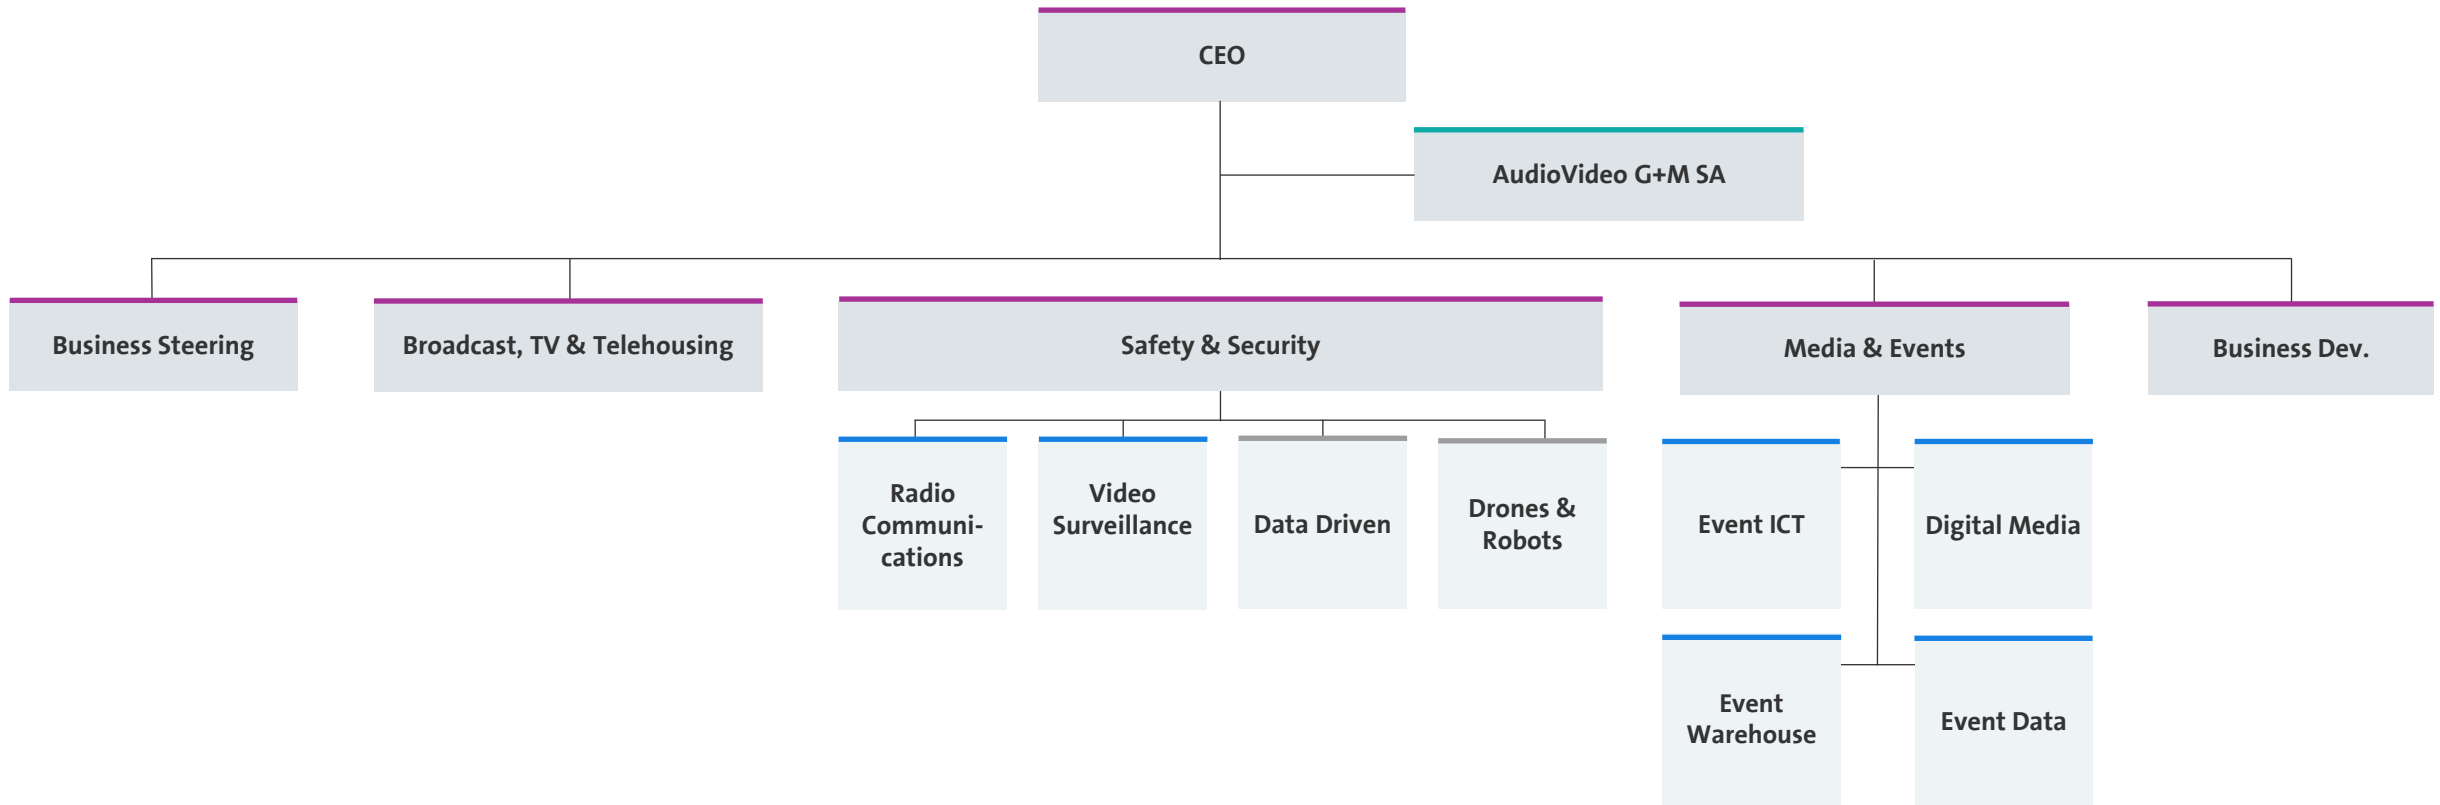 CEO
AudioVideo G+M SA
Business Steering
Broadcast, TV & Telehousing
Safety & Security
Media & Events
Business Dev.
Radio
Communi-
cations
Video
Surveillance
Data Driven
Drones &
Robots
Event ICT
Digital Media
Event
Warehouse
Event Data